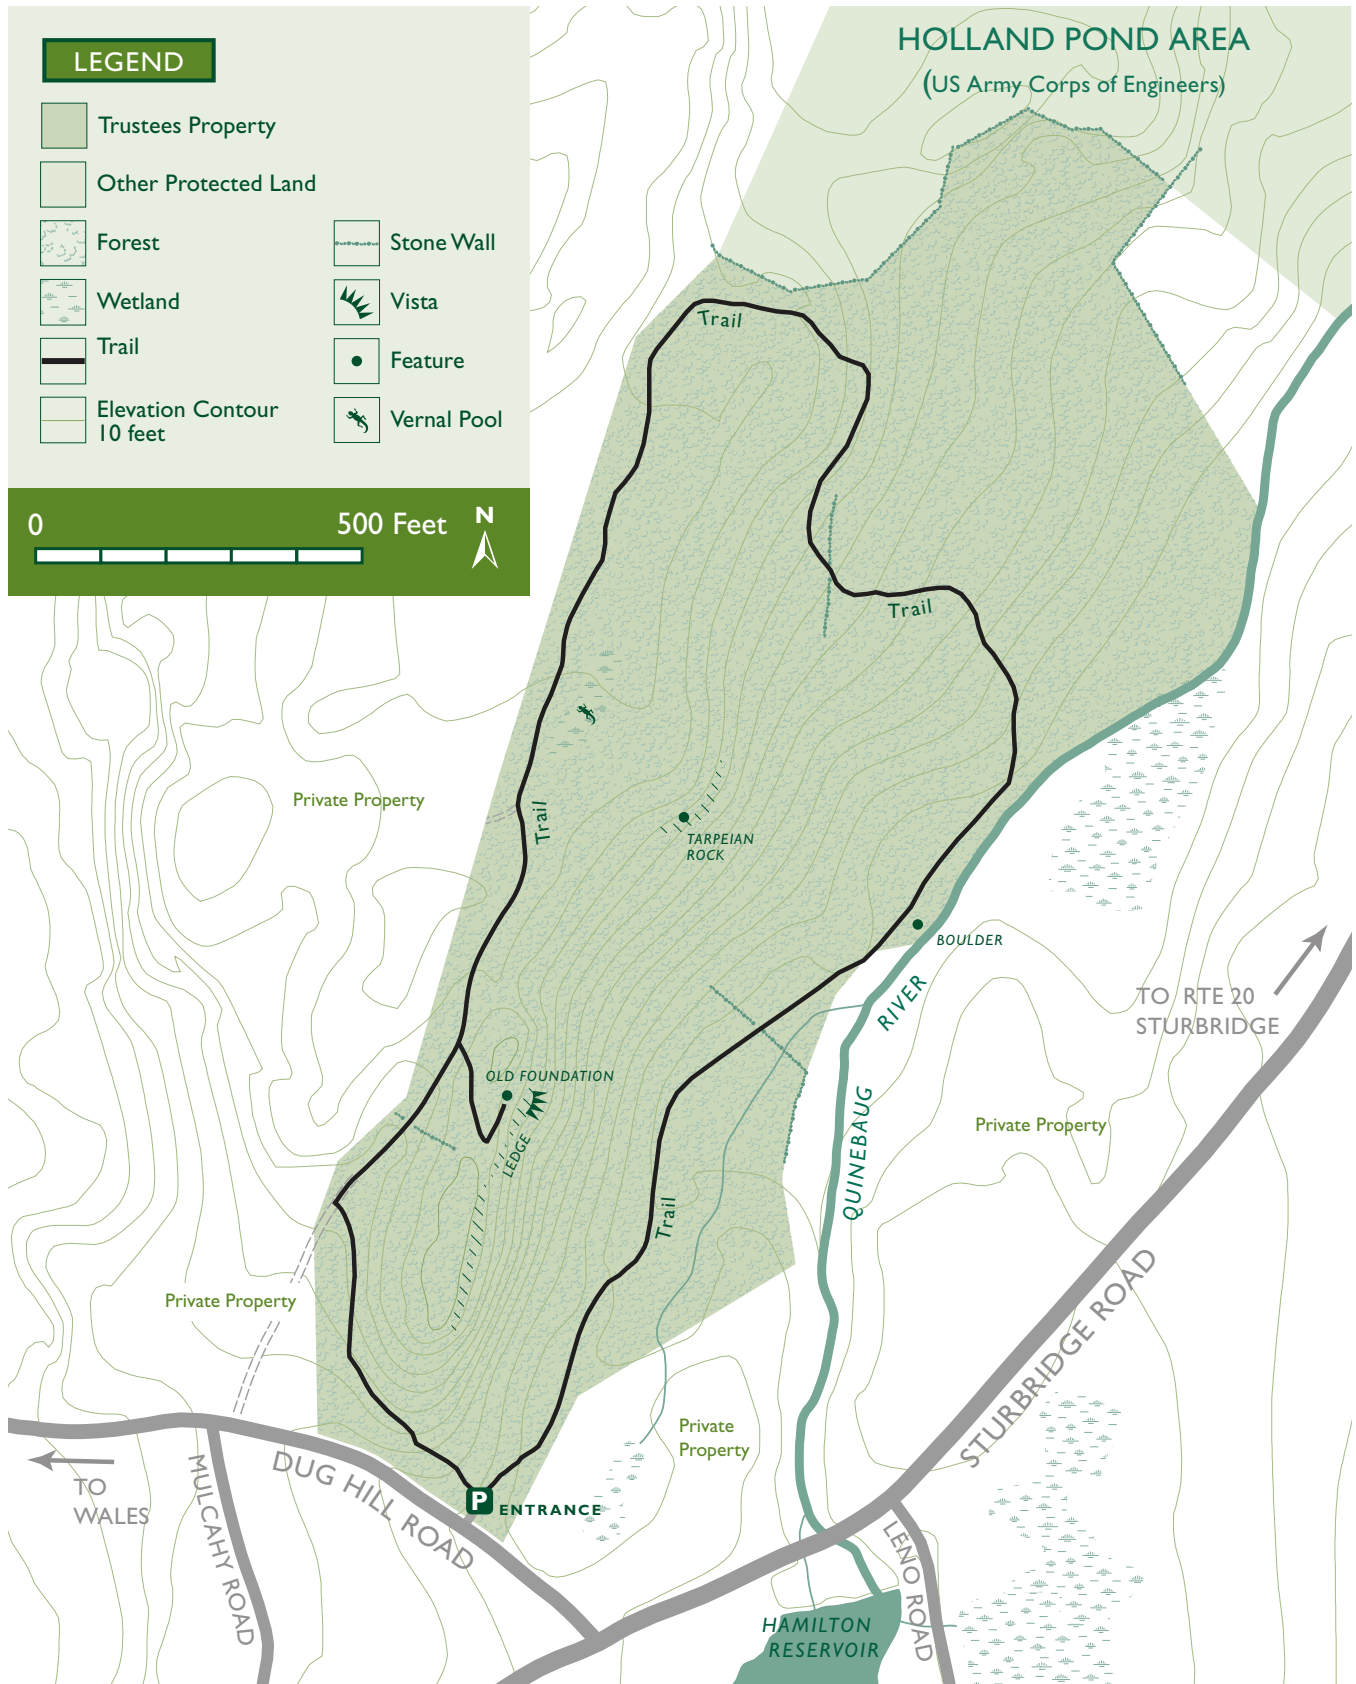 LEGEND
Trustees Property
Other Protected Land
Forest
Wetland
Trail
Elevation Contour
10 feet
Stone Wall
Vista
Feature
Vernal Pool
0
500 Feet
N
HOLLAND POND AREA
(US Army Corps of Engineers)
Trail
Trail
Private Property
Trail
TARPEIAN
ROCK
BOULDER
RIVER
TO RTE 20
STURBRIDGE
OLD FOUNDATION
LEDGE
QUINEBAUG
Private Property
Trail
Private Property
STURBRIDGE ROAD
Private
Property
TO
WALES
MULCAHY ROAD
DUG HILL ROAD
P
ENTRANCE
LENO ROAD
HAMILTON
RESERVOIR